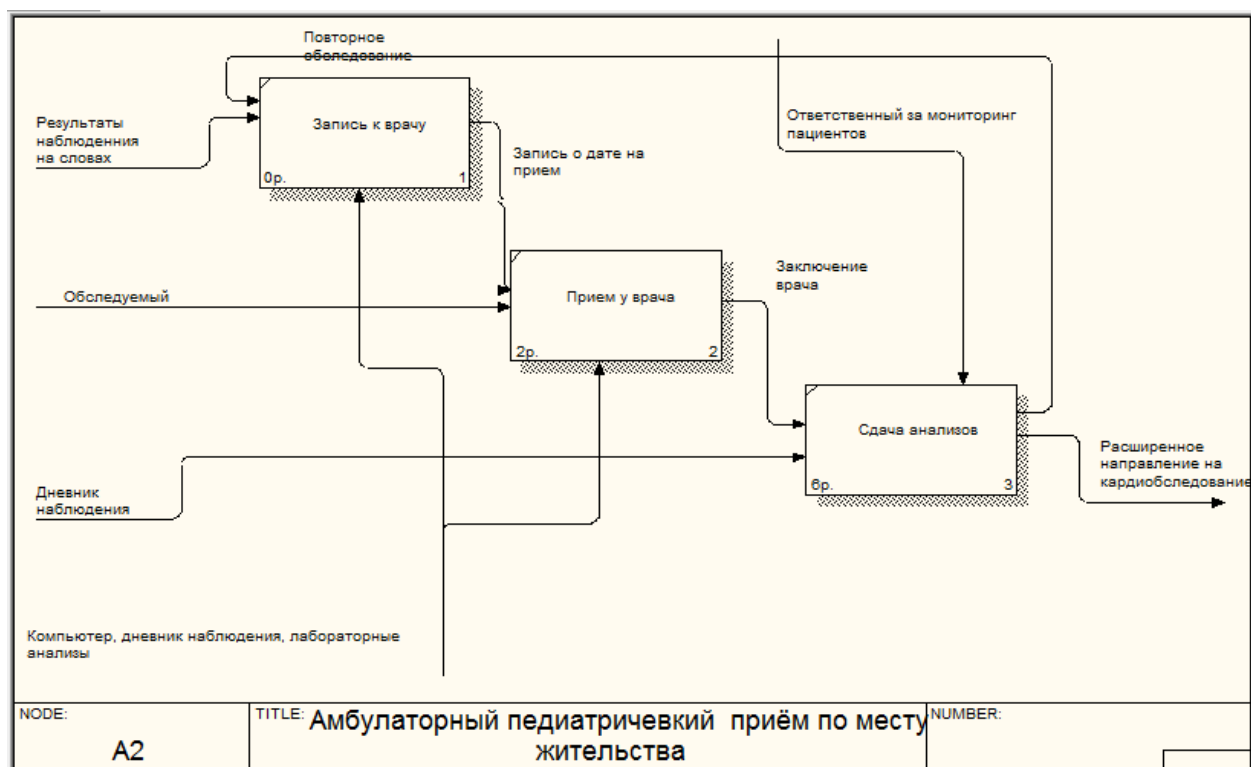 Повторное
обследование
Результаты
наблюденния
на словах
Запись к врачу
0р.
1
Запись о дате на
прием
Ответственный за мониторинг
пациентов
Обследуемый
Прием у врача
2р.
2
Заключение
врача
Сдача анализов
6р.
3
Расширенное
направление на
кардиобследование
Дневник
наблюдения
Компьютер, дневник наблюдения, лабораторные
анализы
NODE:
A2
TITLE:
Амбулаторный педиатричевкий приём по месту
жительства
NUMBER: